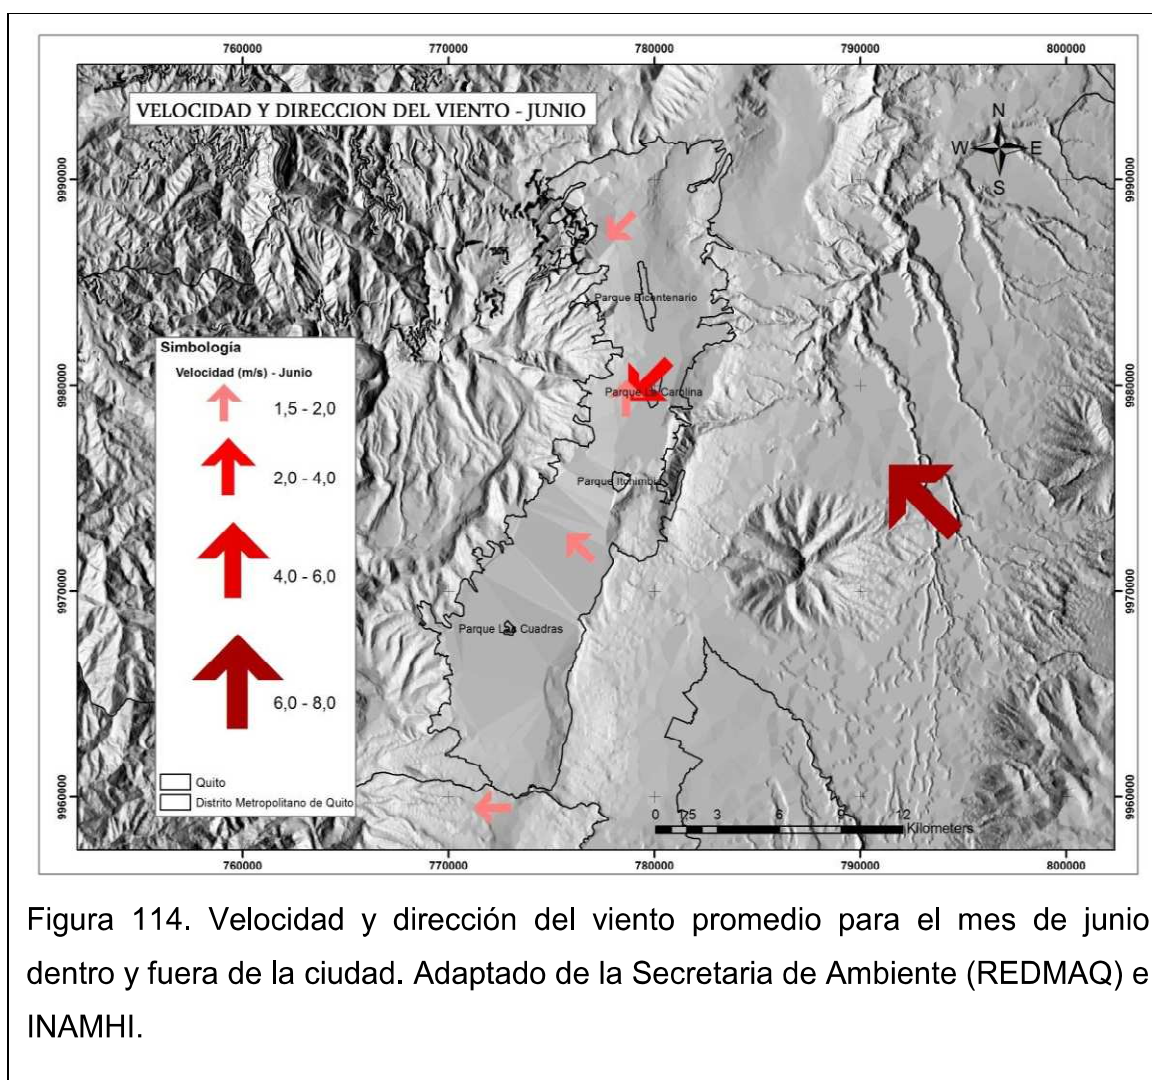 760000 770000 780000 790000 800000
VELOCIDAD Y DIRECCION DEL VIENTO - JUNIO
N
W E
S
9990000 9990000
Parque Bicentenario
Simbología
Velocidad (m/s) - Junio
1,5 - 2,0
2,0 - 4,0
4,0 - 6,0
6,0 - 8,0
Quito
Distrito Metropolitano de Quito
9980000 9980000
Parque La Carolina
Parque Itchimbia
9970000 9970000
Parque Las Cuadras
9960000 9960000
0 1,5 3 6 9 12
Kilometers
760000 770000 780000 790000 800000
Figura 114. Velocidad y dirección del viento promedio para el mes de junio
dentro y fuera de la ciudad. Adaptado de la Secretaria de Ambiente (REDMAQ) e
INAMHI.